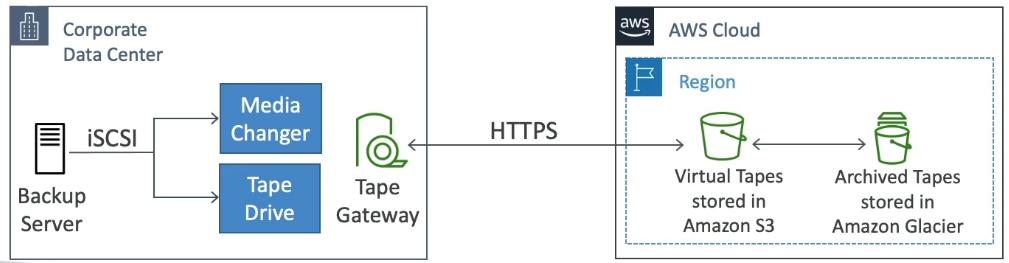 Corporate
Data Center
Media
Changer
iSCSI
Tape
Drive
Backup
Server
Tape
Gateway
HTTPS
aws
AWS Cloud
Region
Virtual Tapes
stored in
Amazon S3
Archived Tapes
stored in
Amazon Glacier